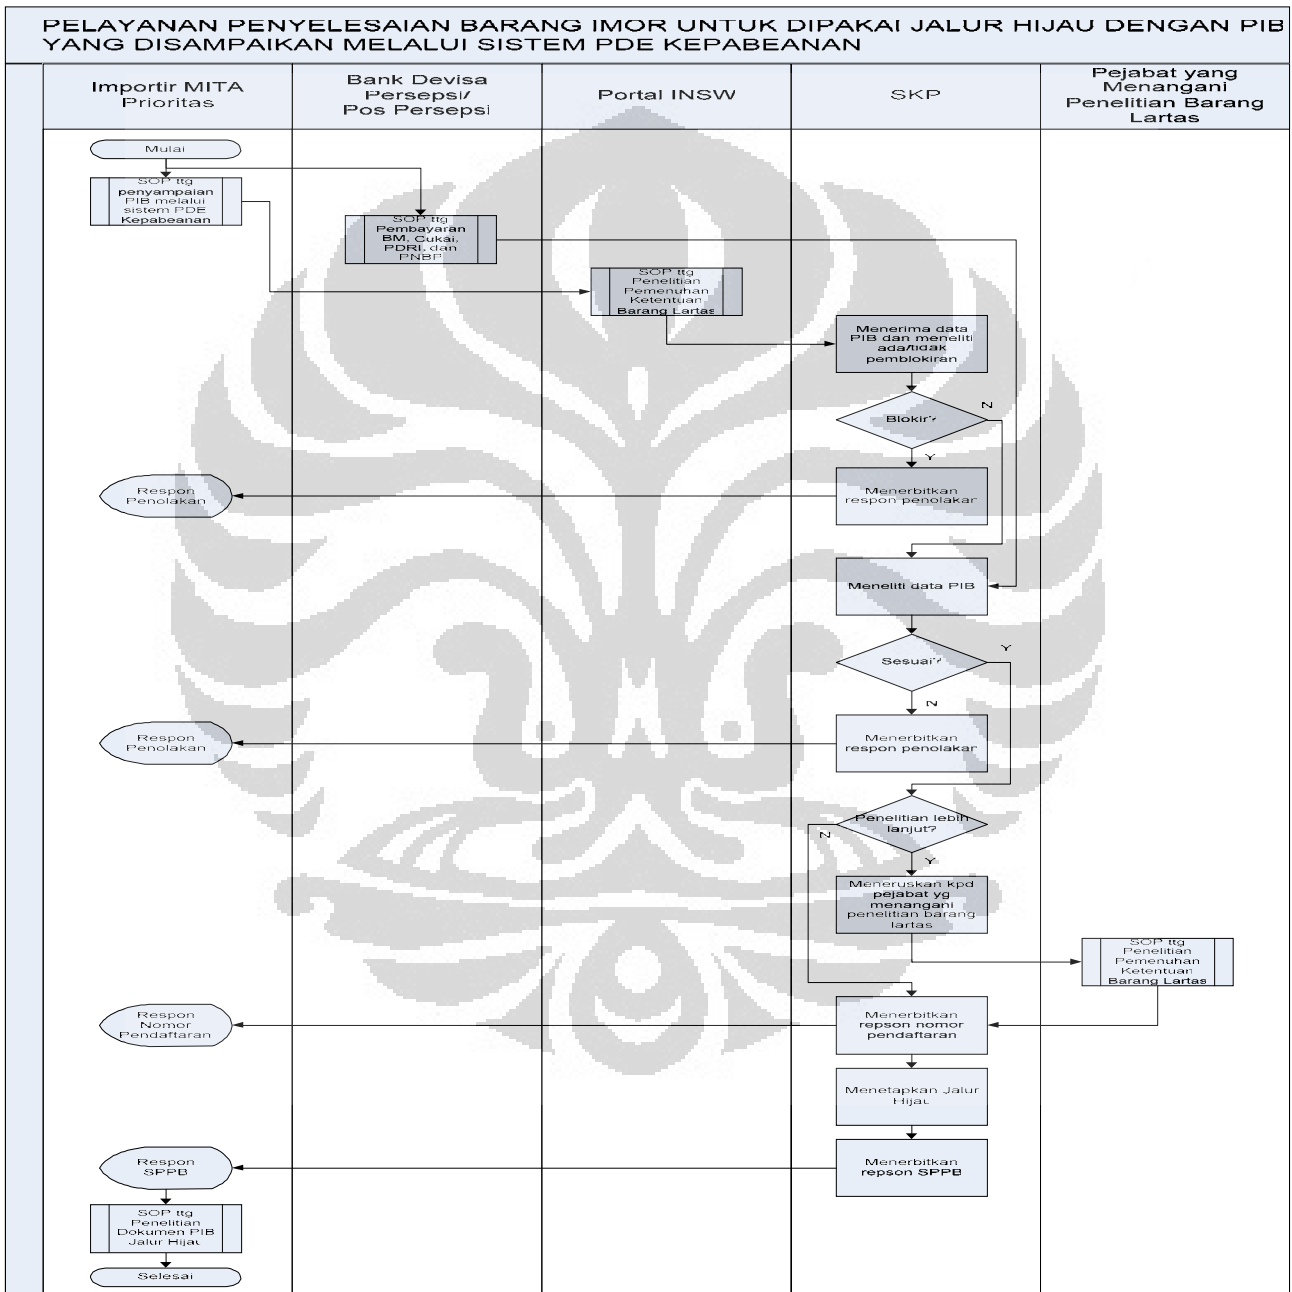 PELAYANAN PENYELESAIAN BARANG IMOR UNTUK DIPAKAI JALUR HIJAU DENGAN PIB
YANG DISAMPAIKAN MELALUI SISTEM PDE KEPABEANAN
Importir MITA
Prioritas
Bank Devisa
Persepsi/
Pos Persepsi
Portal INSW
SKP
Pejabat yang
Menangani
Penelitian Barang
Lartas
Mulai
SOP ttg
penyampaian
PIB melalui
sistem PDE
Kepabeanan
SOP ttg
Pembayaran
BM, Cukai,
PDRI, dan
PNBP
SOP ttg
Penelitian
Pemenuhan
Ketentuan
Barang Lartas
Menerima data
PIB dan meneliti
ada/tidak
pemblokiran
Blokir?
N
Y
Respon
Penolakan
Menerbitkan
respon penolakan
Meneliti data PIB
Sesuai?
Y
N
Respon
Penolakan
Menerbitkan
respon penolakan
Penelitian lebih
lanjut?
N
Y
Meneruskan kpd
pejabat yg
menangani
penelitian barang
lartas
SOP ttg
Penelitian
Pemenuhan
Ketentuan
Barang Lartas
Respon
Nomor
Pendaftaran
Menerbitkan
repson nomor
pendaftaran
Menetapkan Jalur
Hijau
Respon
SPPB
Menerbitkan
repson SPPB
SOP ttg
Penelitian
Dokumen PIB
Jalur Hijau
Selesai